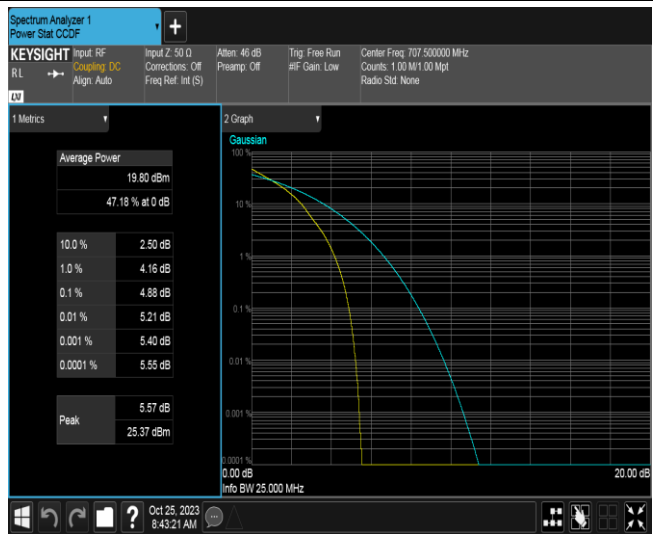 Spectrum Analyzer 1
Power Stat CCDF
+
KEYSIGHT
RL
LXI
Input: RF
Coupling: DC
Align: Auto
Input Z: 50 Ω
Corrections: Off
Freq Ref: Int (S)
Atten: 46 dB
Preamp: Off
Trig: Free Run
#IF Gain: Low
Center Freq: 707.500000 MHz
Counts: 1.00 M/1.00 Mpt
Radio Std: None
1 Metrics
Average Power
19.80 dBm
47.18 % at 0 dB
10.0 % 2.50 dB
1.0 % 4.16 dB
0.1 % 4.88 dB
0.01 % 5.21 dB
0.001 % 5.40 dB
0.0001 % 5.55 dB
Peak
5.57 dB
25.37 dBm
2 Graph
Gaussian
100 %
10 %
1 %
0.1 %
0.01 %
0.001 %
0.0001 %
0.00 dB
20.00 dB
Info BW 25.000 MHz
?
Oct 25, 2023
8:43:21 AM